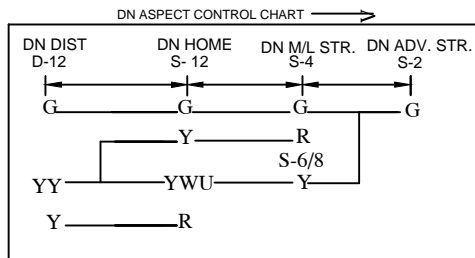 DN ASPECT CONTROL CHART
DN DIST DN HOME DN M/L STR. DN ADV. STR.
D-12 S- 12 S-4 S-2
G G G G
Y R
S-6/8
YY YWU Y
Y R